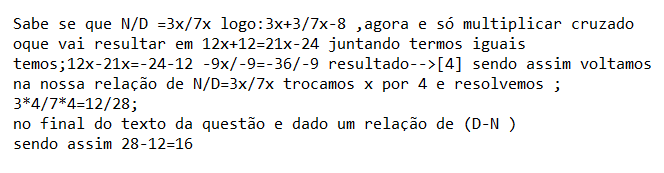 Sabe se que N/D =3x/7x logo:3x+3/7x-8 ,agora e só multiplicar cruzado
oque vai resultar em 12x+12=21x-24 juntando termos iguais
temos;12x-21x=-24-12 -9x/-9=-36/-9 resultado-->[4] sendo assim voltamos
na nossa relação de N/D=3x/7x trocamos x por 4 e resolvemos ;
3*4/7*4=12/28;
no final do texto da questão e dado um relação de (D-N )
sendo assim 28-12=16